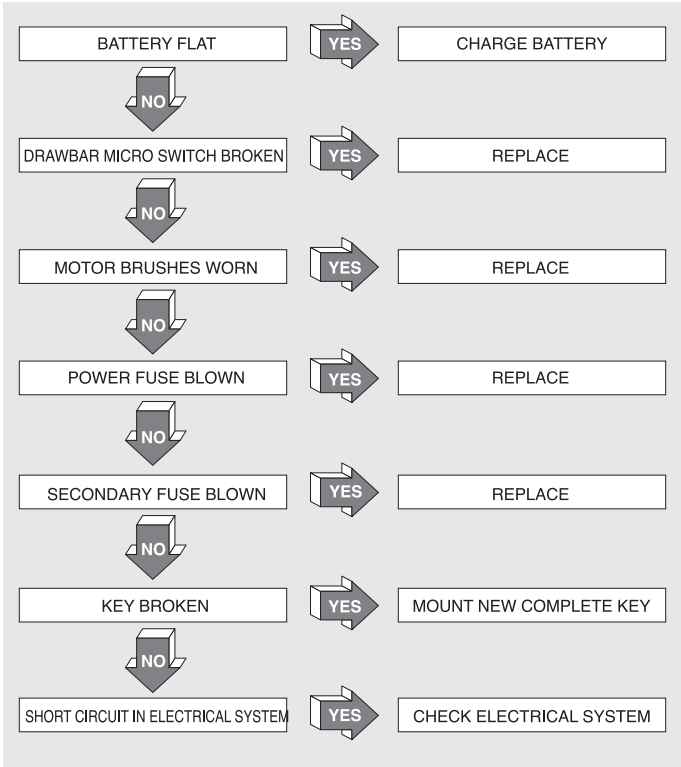 BATTERY FLAT YES CHARGE BATTERY
NO
DRAWBAR MICRO SWITCH BROKEN YES REPLACE
NO
MOTOR BRUSHES WORN YES REPLACE
NO
POWER FUSE BLOWN YES REPLACE
NO
SECONDARY FUSE BLOWN YES REPLACE
NO
KEY BROKEN YES MOUNT NEW COMPLETE KEY
NO
SHORT CIRCUIT IN ELECTRICAL SYSTEM YES CHECK ELECTRICAL SYSTEM